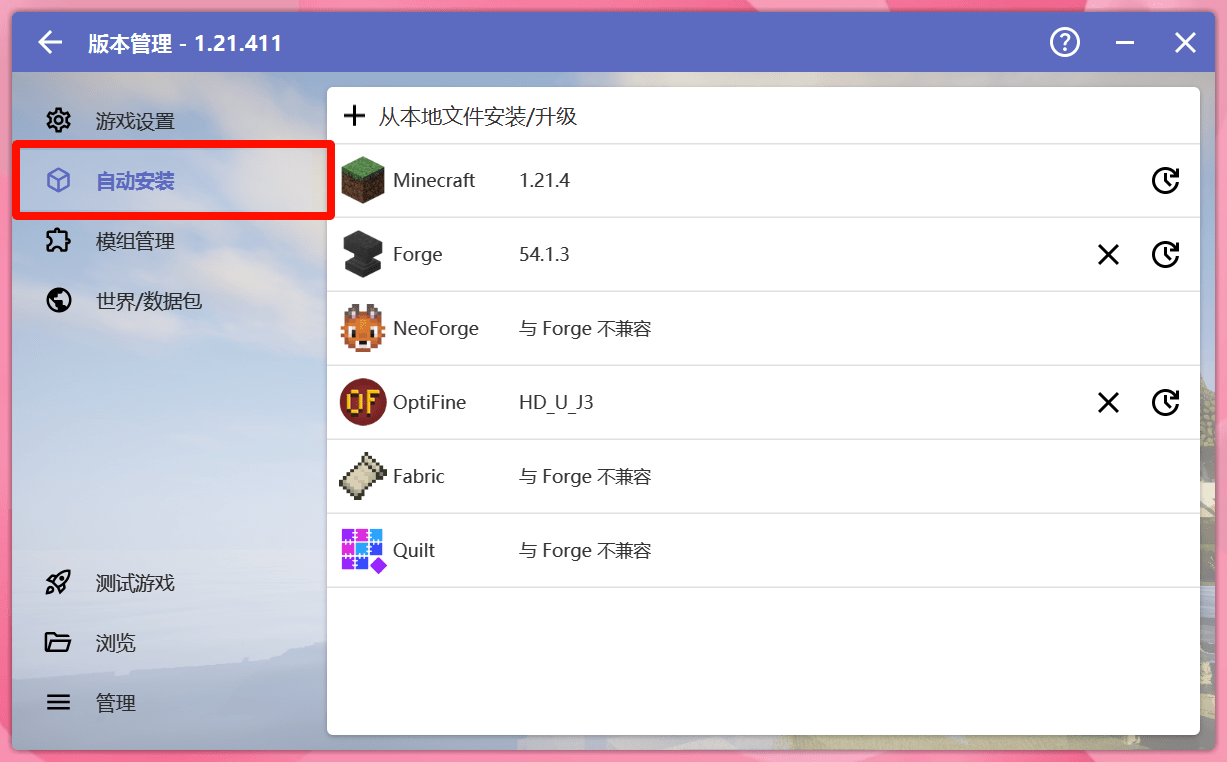 版本管理 - 1.21.411
游戏设置
自动安装
模组管理
世界/数据包
测试游戏
浏览
管理
从本地文件安装/升级
Minecraft 1.21.4
Forge 54.1.3
NeoForge 与 Forge 不兼容
OF OptiFine HD_U_J3
Fabric 与 Forge 不兼容
Quilt 与 Forge 不兼容